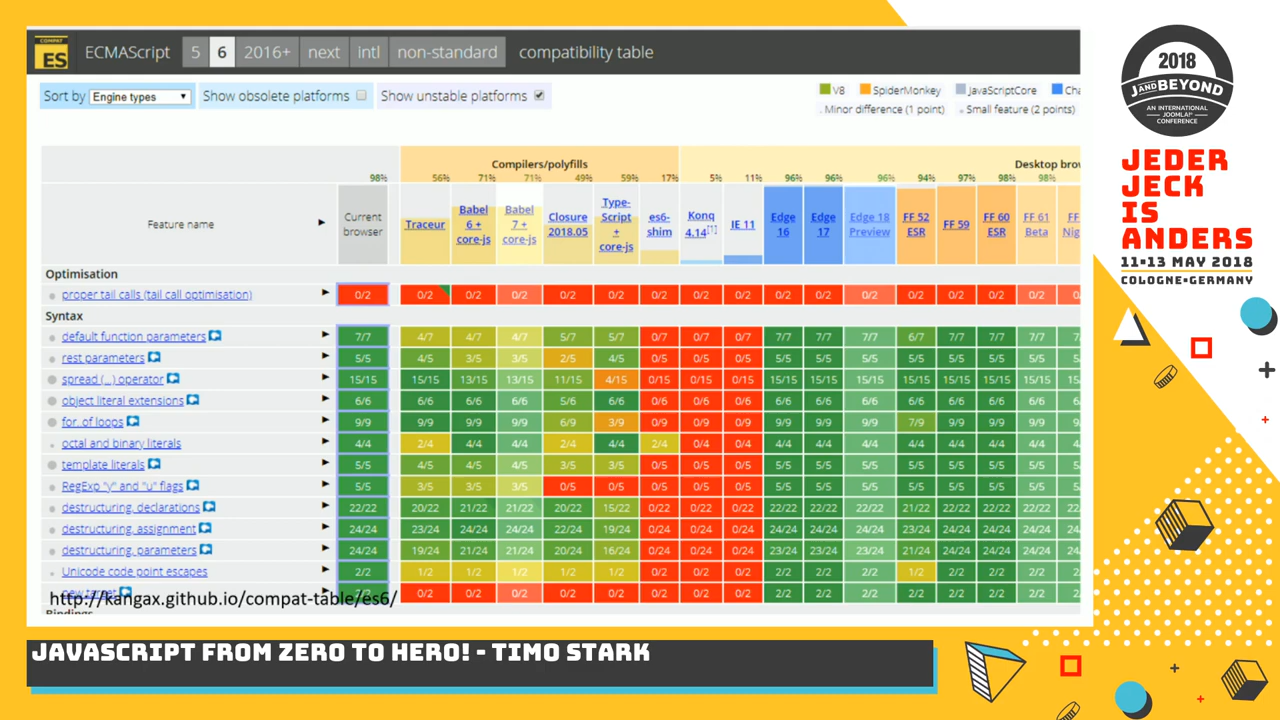 COMPAT
ES
ECMAScript 5 6 2016+ next intl non-standard compatibility table
Sort by Engine types Show obsolete platforms Show unstable platforms
V8 SpiderMonkey JavaScriptCore Cha
Minor difference (1 point) Small feature (2 points)
Compilers/polyfills Desktop brow
98% 56% 71% 71% 49% 59% 17% 5% 11% 96% 96% 96% 94% 97% 98% 98%
Feature name Current browser Traceur Babel 6 + core-js Babel 7 + core-js Closure 2018.05 Type-Script + core-js es6-shim Konq 4.14[1] IE 11 Edge 16 Edge 17 Edge 18 Preview FF 52 ESR FF 59 FF 60 ESR FF 61 Beta FF Nig
Optimisation
proper tail calls (tail call optimisation) 0/2 0/2 0/2 0/2 0/2 0/2 0/2 0/2 0/2 0/2 0/2 0/2 0/2 0/2 0/2 0/2
Syntax
default function parameters 7/7 4/7 4/7 4/7 5/7 5/7 0/7 0/7 0/7 7/7 7/7 7/7 6/7 7/7 7/7 7/7
rest parameters 5/5 4/5 3/5 3/5 2/5 4/5 0/5 0/5 0/5 5/5 5/5 5/5 5/5 5/5 5/5 5/5
spread (...) operator 15/15 15/15 13/15 13/15 11/15 4/15 0/15 0/15 0/15 15/15 15/15 15/15 15/15 15/15 15/15 15/15
object literal extensions 6/6 6/6 6/6 6/6 5/6 6/6 0/6 0/6 0/6 6/6 6/6 6/6 6/6 6/6 6/6 6/6
for..of loops 9/9 9/9 9/9 9/9 6/9 3/9 0/9 0/9 0/9 9/9 9/9 9/9 7/9 9/9 9/9 9/9
octal and binary literals 4/4 2/4 4/4 4/4 2/4 4/4 2/4 0/4 0/4 4/4 4/4 4/4 4/4 4/4 4/4 4/4
template literals 5/5 4/5 4/5 4/5 3/5 3/5 0/5 0/5 0/5 5/5 5/5 5/5 5/5 5/5 5/5 5/5
RegExp "y" and "u" flags 5/5 3/5 3/5 3/5 0/5 0/5 0/5 0/5 0/5 5/5 5/5 5/5 5/5 5/5 5/5 5/5
destructuring, declarations 22/22 20/22 21/22 21/22 20/22 15/22 0/22 0/22 0/22 22/22 22/22 22/22 21/22 22/22 22/22 22/22
destructuring, assignment 24/24 23/24 24/24 24/24 22/24 19/24 0/24 0/24 0/24 24/24 24/24 24/24 23/24 24/24 24/24 24/24
destructuring, parameters 24/24 19/24 21/24 21/24 20/24 16/24 0/24 0/24 0/24 23/24 23/24 23/24 21/24 24/24 24/24 24/24
Unicode code point escapes 2/2 1/2 1/2 1/2 1/2 1/2 0/2 0/2 0/2 2/2 2/2 2/2 1/2 2/2 2/2 2/2
new.target 0/2 0/2 0/2 0/2 0/2 0/2 0/2 0/2 2/2 2/2 2/2 2/2 2/2 2/2 2/2
http://kangax.github.io/compat-table/es6/
Bindings
2018
J AND BEYOND
AN INTERNATIONAL
JOOMLA!
CONFERENCE
JEDER
JECK
IS
ANDERS
11-13 MAY 2018
COLOGNE-GERMANY
JAVASCRIPT FROM ZERO TO HERO! - TIMO STARK